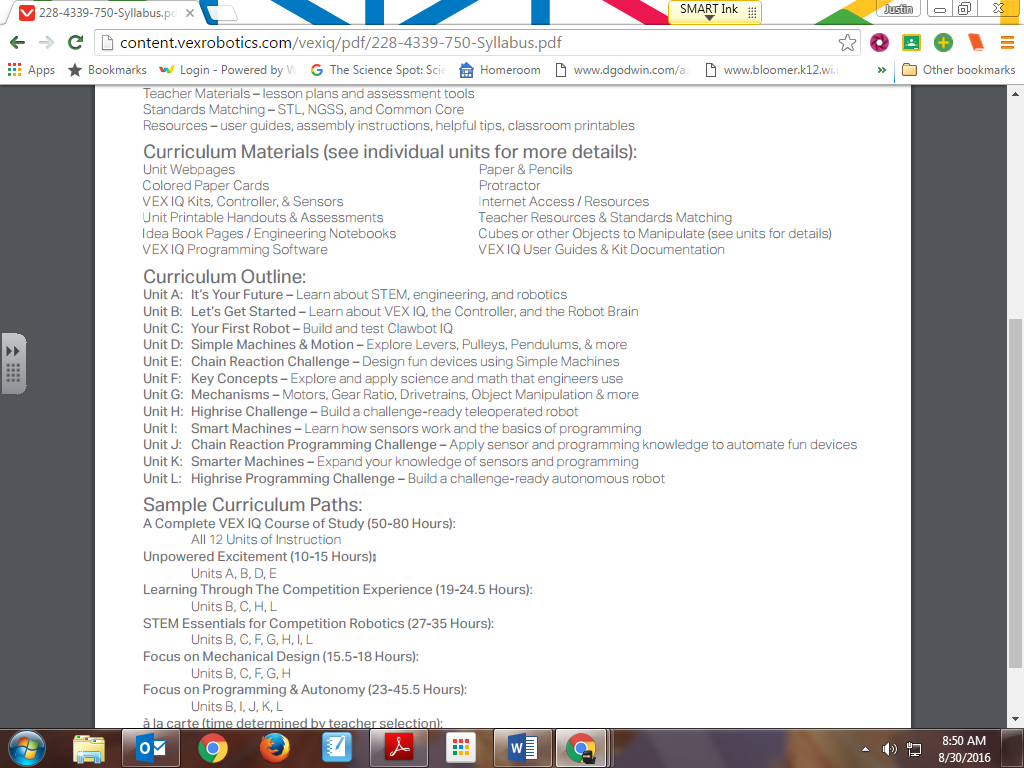 228-4339-750-Syllabus.pd
SMART Ink
Justin
content.vexrobotics.com/vexiq/pdf/228-4339-750-Syllabus.pdf
Apps Bookmarks Login - Powered by The Science Spot: Homeroom www.dgodwin.com/a www.bloomer.k12.wi. » Other bookmarks
Teacher Materials – lesson plans and assessment tools
Standards Matching – STL, NGSS, and Common Core
Resources – user guides, assembly instructions, helpful tips, classroom printables
Curriculum Materials (see individual units for more details):
Unit Webpages Paper & Pencils
Colored Paper Cards Protractor
VEX IQ Kits, Controller, & Sensors Internet Access / Resources
Unit Printable Handouts & Assessments Teacher Resources & Standards Matching
Idea Book Pages / Engineering Notebooks Cubes or other Objects to Manipulate (see units for details)
VEX IQ Programming Software VEX IQ User Guides & Kit Documentation
Curriculum Outline:
Unit A: It's Your Future – Learn about STEM, engineering, and robotics
Unit B: Let's Get Started – Learn about VEX IQ, the Controller, and the Robot Brain
Unit C: Your First Robot – Build and test Clawbot IQ
Unit D: Simple Machines & Motion – Explore Levers, Pulleys, Pendulums, & more
Unit E: Chain Reaction Challenge – Design fun devices using Simple Machines
Unit F: Key Concepts – Explore and apply science and math that engineers use
Unit G: Mechanisms – Motors, Gear Ratio, Drivetrains, Object Manipulation & more
Unit H: Highrise Challenge – Build a challenge-ready teleoperated robot
Unit I: Smart Machines – Learn how sensors work and the basics of programming
Unit J: Chain Reaction Programming Challenge – Apply sensor and programming knowledge to automate fun devices
Unit K: Smarter Machines – Expand your knowledge of sensors and programming
Unit L: Highrise Programming Challenge – Build a challenge-ready autonomous robot
Sample Curriculum Paths:
A Complete VEX IQ Course of Study (50-80 Hours):
All 12 Units of Instruction
Unpowered Excitement (10-15 Hours):
Units A, B, D, E
Learning Through The Competition Experience (19-24.5 Hours):
Units B, C, H, L
STEM Essentials for Competition Robotics (27-35 Hours):
Units B, C, F, G, H, I, L
Focus on Mechanical Design (15.5-18 Hours):
Units B, C, F, G, H
Focus on Programming & Autonomy (23-45.5 Hours):
Units B, I, J, K, L
à la carte (time determined by teacher selection):
8:50 AM
8/30/2016